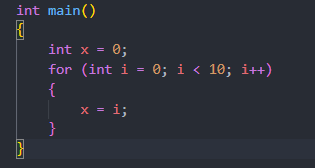 int main()
{
    int x = 0;
    for (int i = 0; i < 10; i++)
    {
        x = i;
    }
}